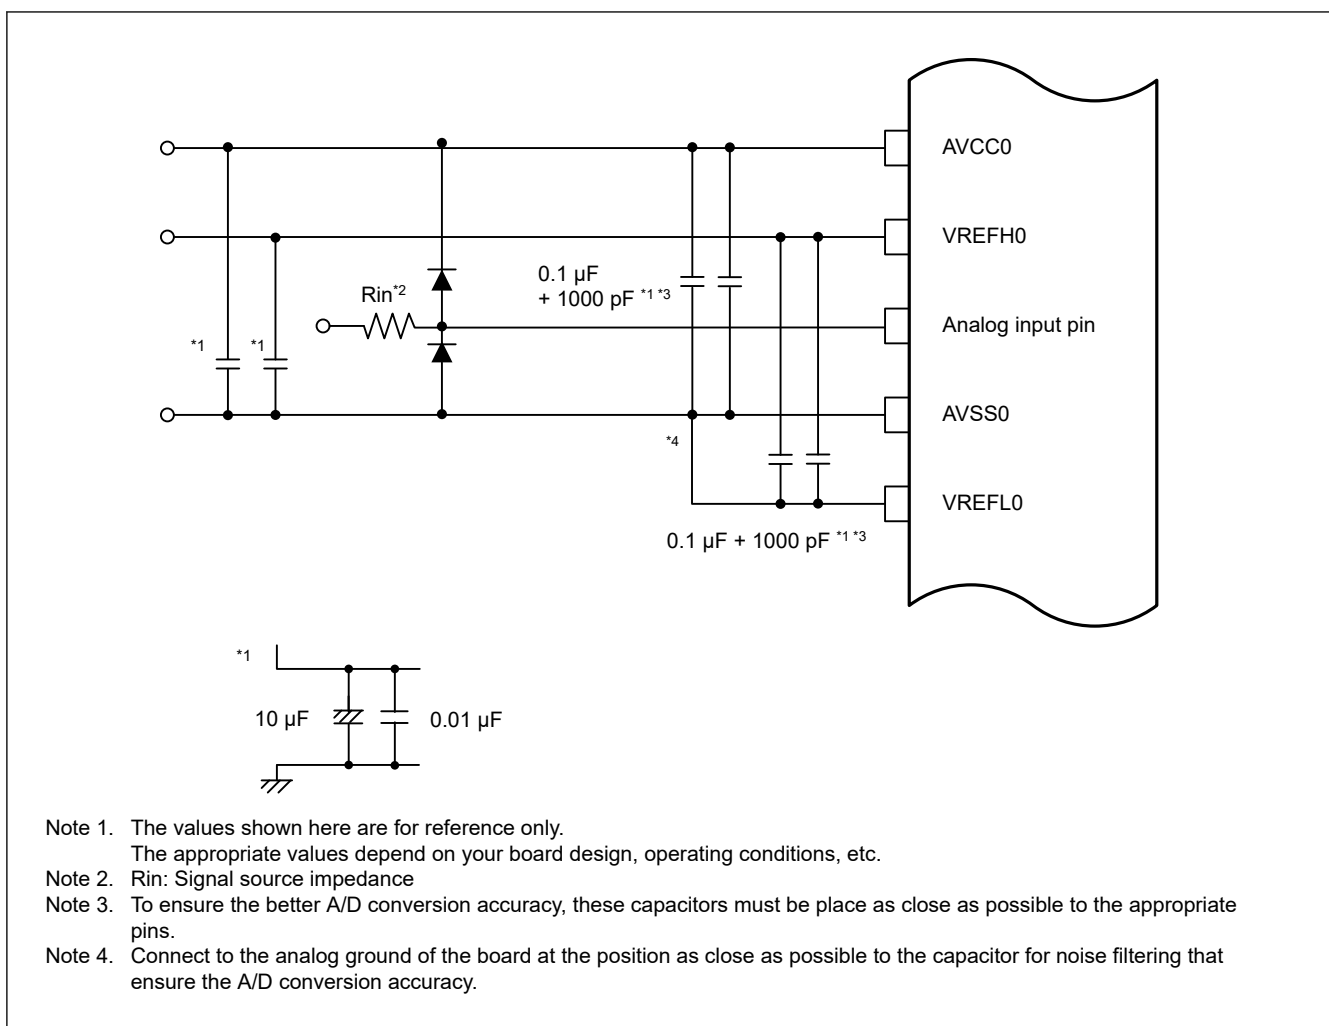 AVCC0
VREFH0
0.1 µF
+ 1000 pF *1 *3
Rin*2
Analog input pin
*1
*1
AVSS0
*4
VREFL0
0.1 µF + 1000 pF *1 *3
*1
10 µF
0.01 µF
Note 1. The values shown here are for reference only.
The appropriate values depend on your board design, operating conditions, etc.
Note 2. Rin: Signal source impedance
Note 3. To ensure the better A/D conversion accuracy, these capacitors must be place as close as possible to the appropriate
pins.
Note 4. Connect to the analog ground of the board at the position as close as possible to the capacitor for noise filtering that
ensure the A/D conversion accuracy.